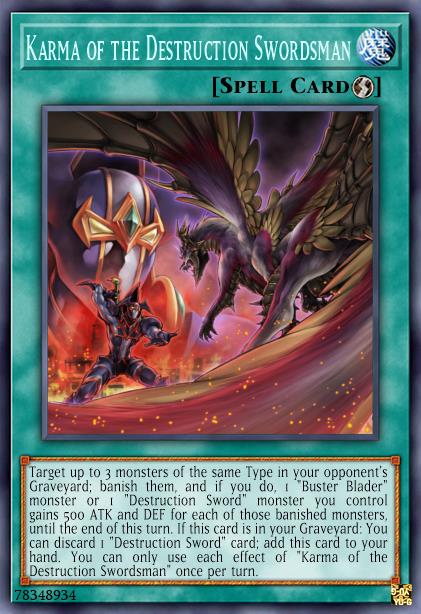 KARMA OF THE DESTRUCTION SWORDSMAN 魔
[SPELL CARD]
Target up to 3 monsters of the same Type in your opponent's
Graveyard; banish them, and if you do, 1 "Buster Blader"
monster or 1 "Destruction Sword" monster you control
gains 500 ATK and DEF for each of those banished monsters,
until the end of this turn. If this card is in your Graveyard: You
can discard 1 "Destruction Sword" card; add this card to your
hand. You can only use each effect of "Karma of the
Destruction Swordsman" once per turn.
78348934